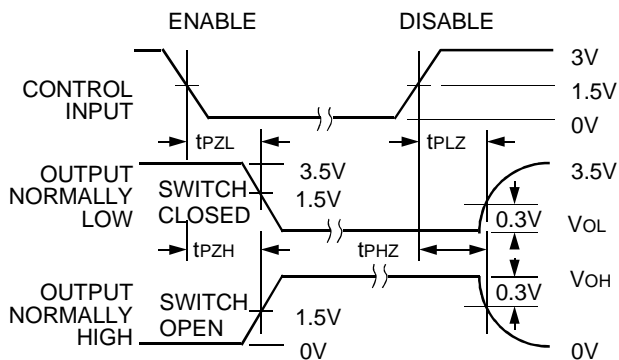 ENABLE DISABLE
3V
CONTROL
INPUT
1.5V
0V
tPZL tPLZ
OUTPUT
NORMALLY
LOW
SWITCH
CLOSED
3.5V
1.5V
3.5V
0.3V
VOL
tPZH tPHZ
VOH
0.3V
OUTPUT
NORMALLY
HIGH
SWITCH
OPEN
1.5V
0V
0V